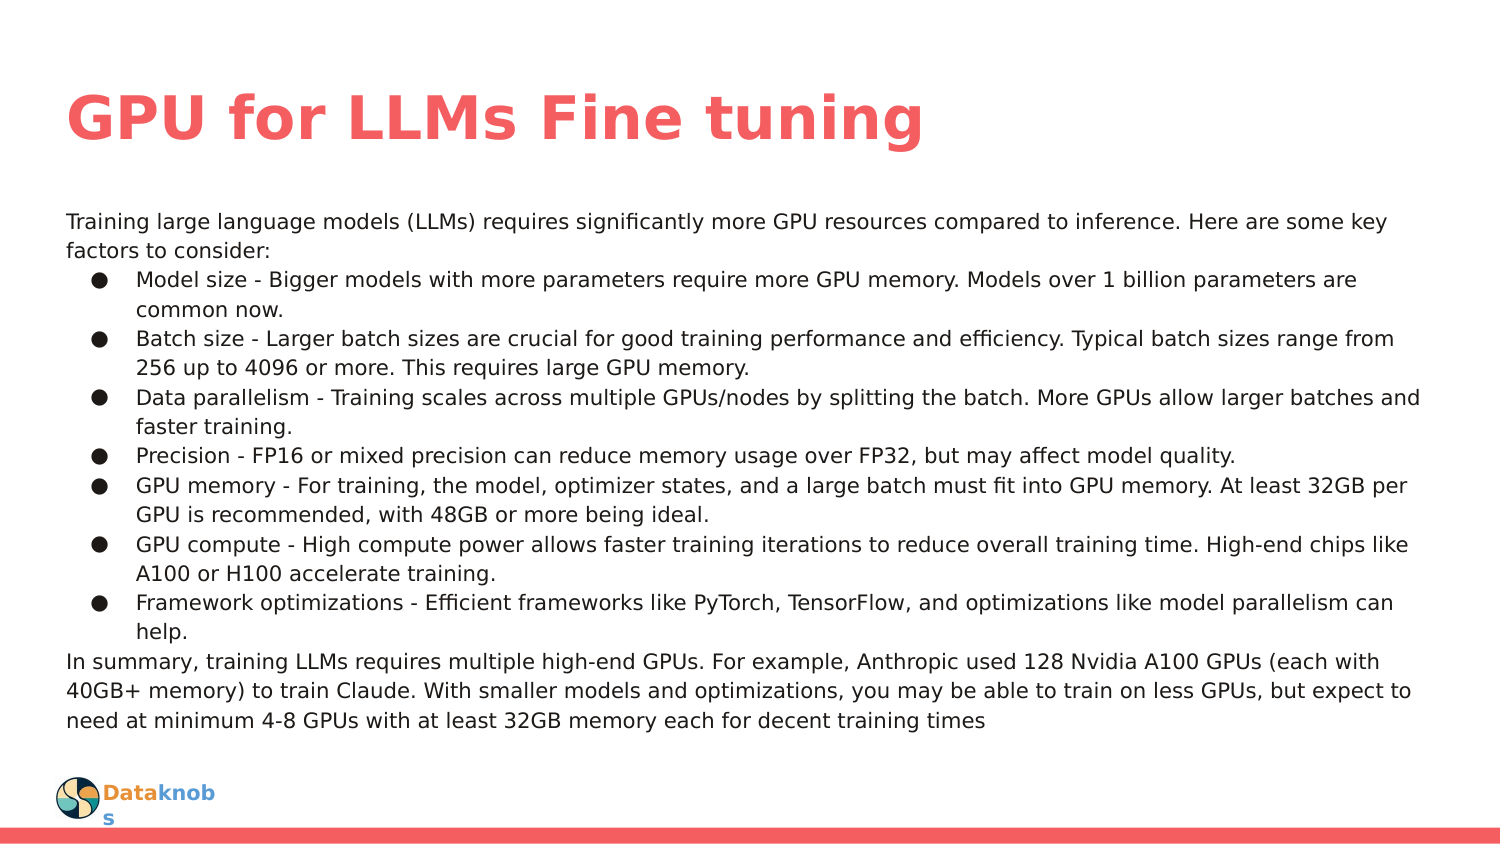 GPU for LLMs Fine tuning
Training large language models (LLMs) requires significantly more GPU resources compared to inference. Here are some key
factors to consider:
● Model size - Bigger models with more parameters require more GPU memory. Models over 1 billion parameters are
common now.
● Batch size - Larger batch sizes are crucial for good training performance and efficiency. Typical batch sizes range from
256 up to 4096 or more. This requires large GPU memory.
● Data parallelism - Training scales across multiple GPUs/nodes by splitting the batch. More GPUs allow larger batches and
faster training.
● Precision - FP16 or mixed precision can reduce memory usage over FP32, but may affect model quality.
● GPU memory - For training, the model, optimizer states, and a large batch must fit into GPU memory. At least 32GB per
GPU is recommended, with 48GB or more being ideal.
● GPU compute - High compute power allows faster training iterations to reduce overall training time. High-end chips like
A100 or H100 accelerate training.
● Framework optimizations - Efficient frameworks like PyTorch, TensorFlow, and optimizations like model parallelism can
help.
In summary, training LLMs requires multiple high-end GPUs. For example, Anthropic used 128 Nvidia A100 GPUs (each with
40GB+ memory) to train Claude. With smaller models and optimizations, you may be able to train on less GPUs, but expect to
need at minimum 4-8 GPUs with at least 32GB memory each for decent training times
Dataknob
s